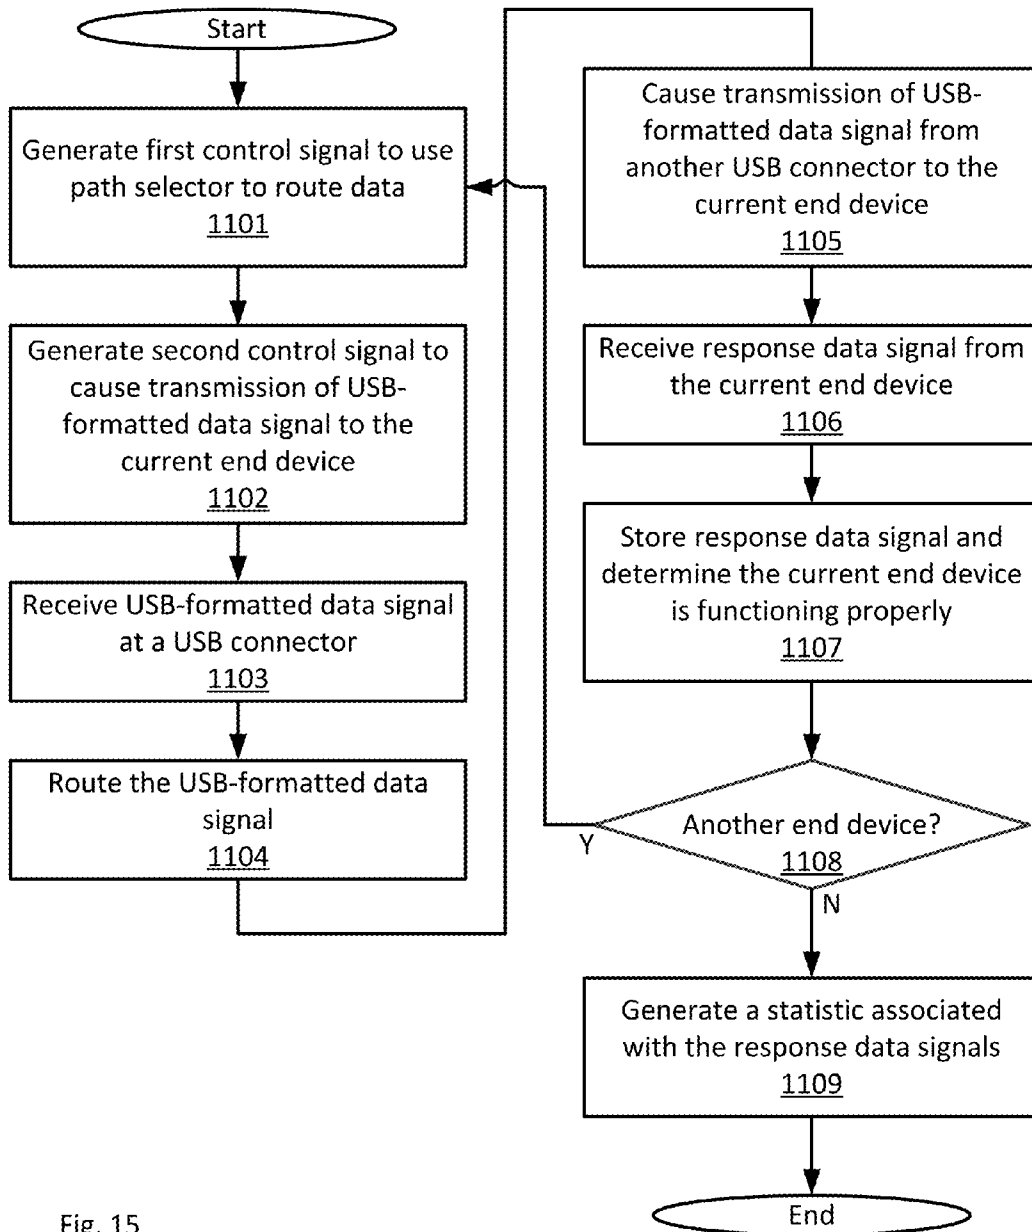 Start
Generate first control signal to use
path selector to route data
1101
Generate second control signal to
cause transmission of USB-
formatted data signal to the
current end device
1102
Receive USB-formatted data signal
at a USB connector
1103
Route the USB-formatted data
signal
1104
Cause transmission of USB-
formatted data signal from
another USB connector to the
current end device
1105
Receive response data signal from
the current end device
1106
Store response data signal and
determine the current end device
is functioning properly
1107
Another end device?
1108
Y
N
Generate a statistic associated
with the response data signals
1109
End
Fig. 15